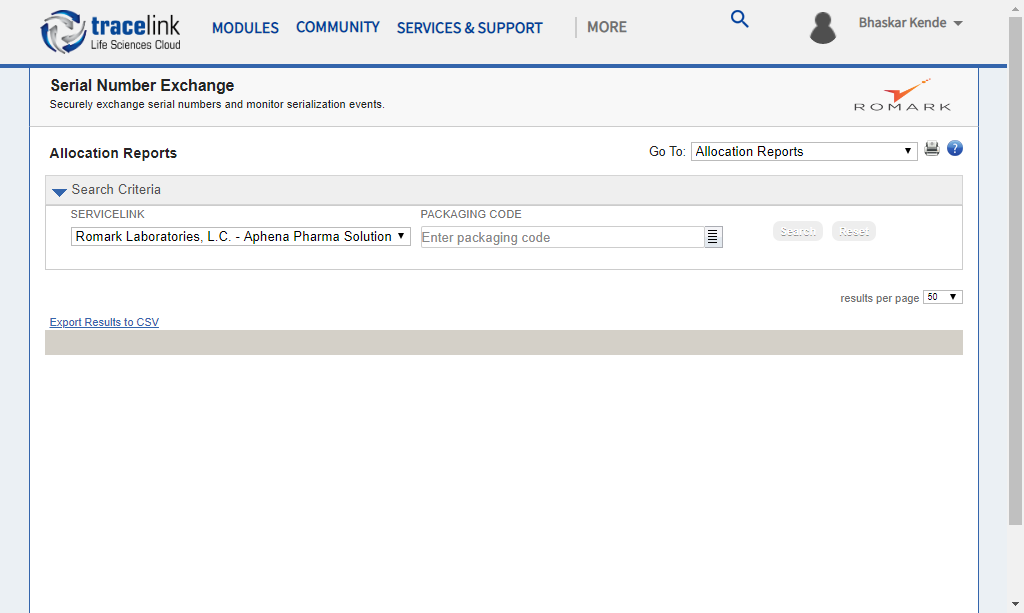 tracelink
Life Sciences Cloud
MODULES COMMUNITY SERVICES & SUPPORT MORE
Bhaskar Kende
Serial Number Exchange
Securely exchange serial numbers and monitor serialization events.
ROMARK
Allocation Reports
Go To: Allocation Reports
Search Criteria
SERVICELINK PACKAGING CODE
Romark Laboratories, L.C. - Aphena Pharma Solution Enter packaging code Search Reset
results per page 50
Export Results to CSV